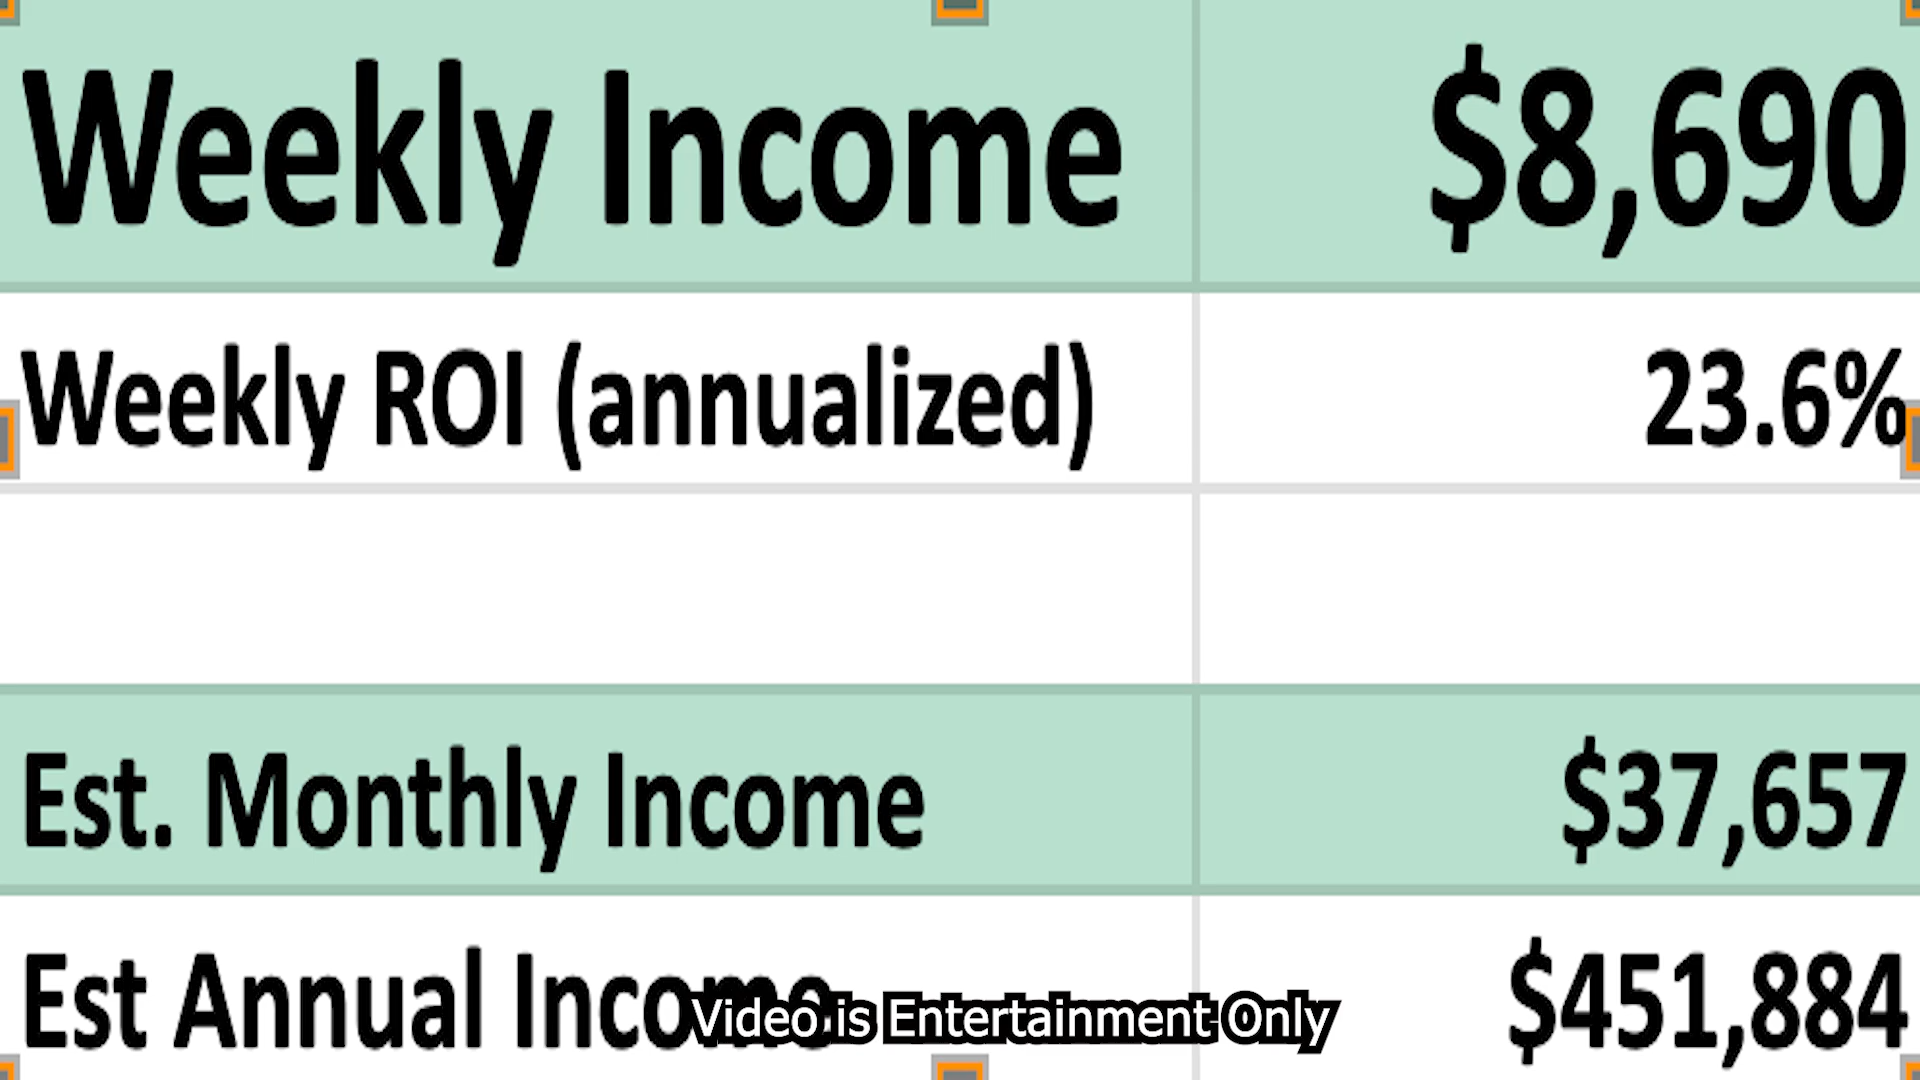 Weekly Income $8,690
Weekly ROI (annualized) 23.6%
Est. Monthly Income $37,657
Est Annual Income $451,884
Video is Entertainment Only